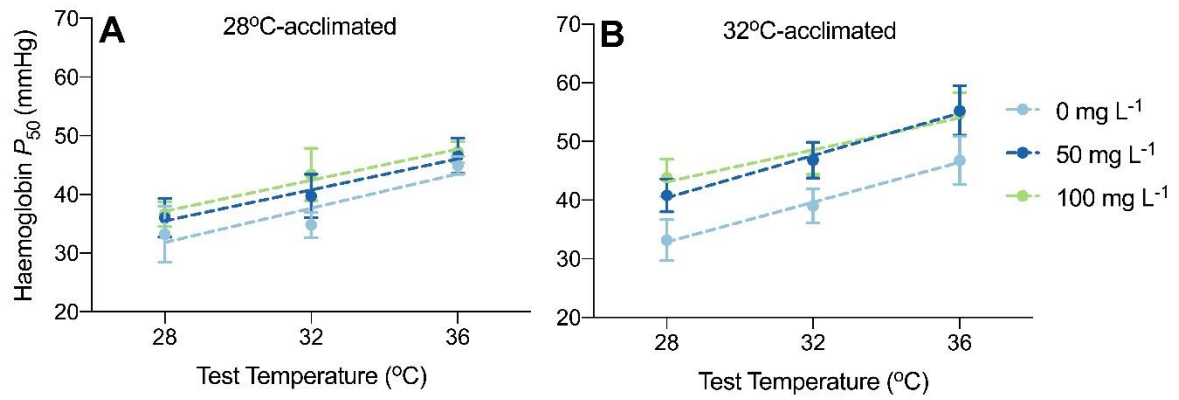 A
28ºC-acclimated
Haemoglobin P50 (mmHg)
70
60
50
40
30
20
28
32
36
Test Temperature (ºC)
B
32ºC-acclimated
70
60
50
40
30
20
28
32
36
Test Temperature (ºC)
0 mg L-1
50 mg L-1
100 mg L-1